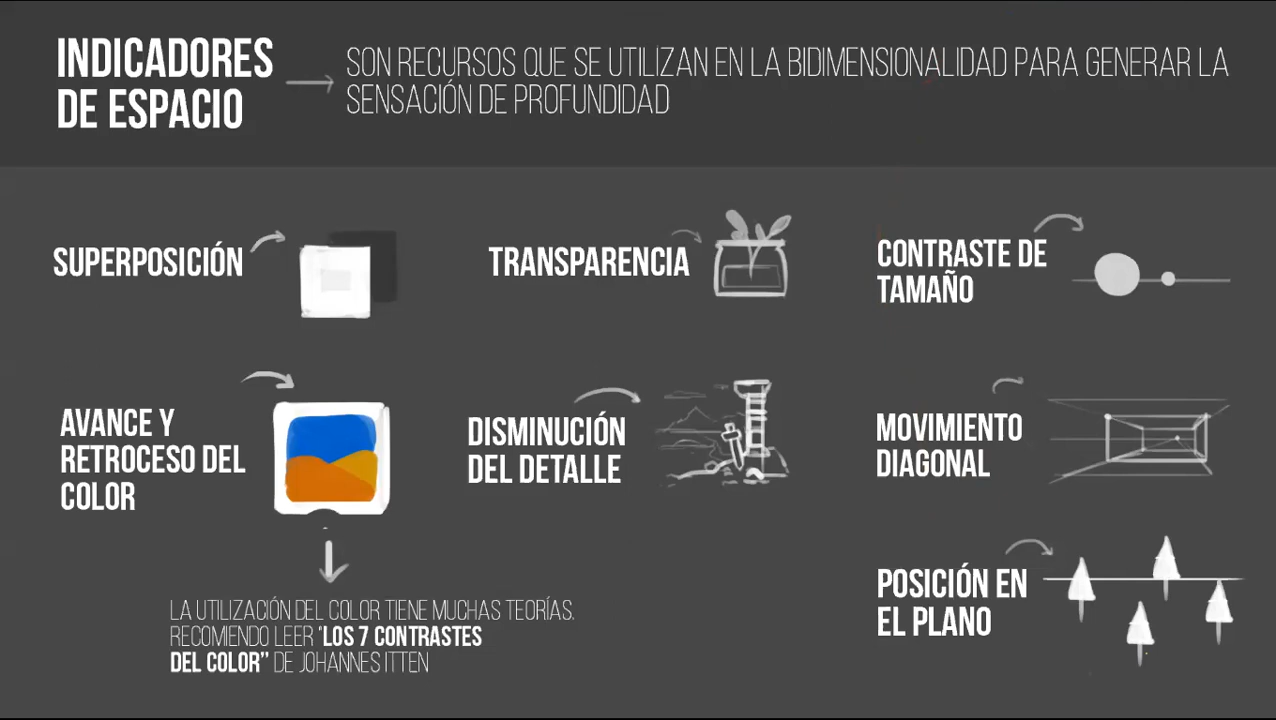 INDICADORES
DE ESPACIO
SON RECURSOS QUE SE UTILIZAN EN LA BIDIMENSIONALIDAD PARA GENERAR LA
SENSACIÓN DE PROFUNDIDAD
SUPERPOSICIÓN
TRANSPARENCIA
CONTRASTE DE
TAMAÑO
AVANCE Y
RETROCESO DEL
COLOR
DISMINUCIÓN
DEL DETALLE
MOVIMIENTO
DIAGONAL
POSICIÓN EN
EL PLANO
LA UTILIZACIÓN DEL COLOR TIENE MUCHAS TEORÍAS.
RECOMIENDO LEER "LOS 7 CONTRASTES
DEL COLOR" DE JOHANNES ITTEN